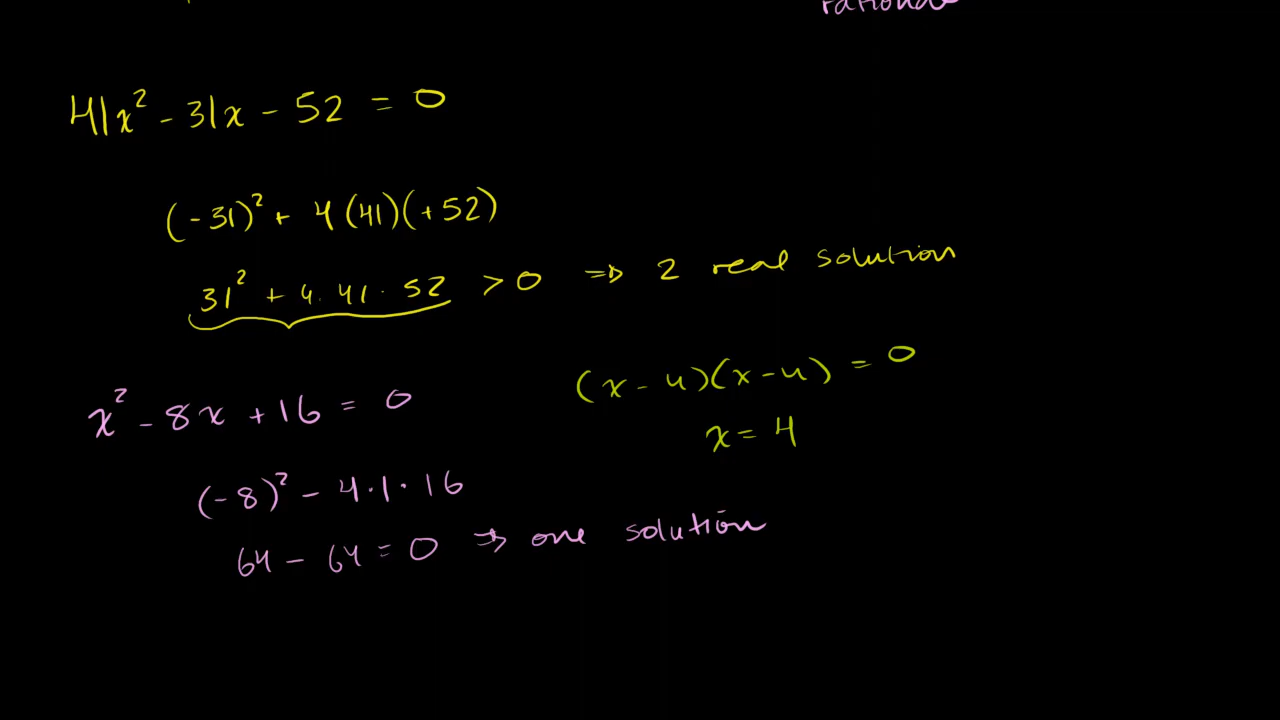 rational
41x² - 31x - 52 = 0
(-31)² + 4(41)(+52)
31² + 4·41·52 > 0 ⇒ 2 real solution
x² - 8x + 16 = 0
(x - 4)(x - 4) = 0
x = 4
(-8)² - 4·1·16
64 - 64 = 0 ⇒ one solution